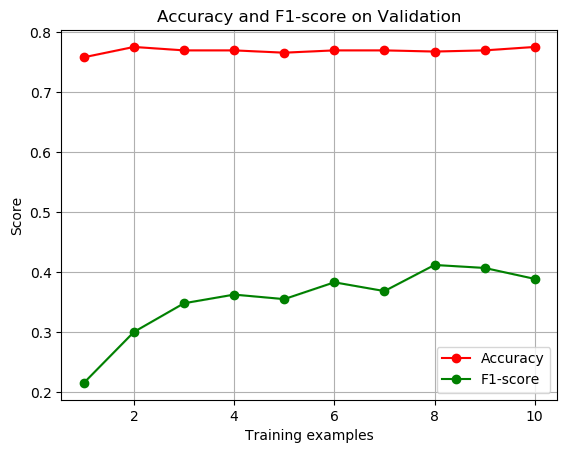 Accuracy and F1-score on Validation
0.8
0.7
0.6
0.5
0.4
0.3
0.2
Score
2
4
6
8
10
Training examples
Accuracy
F1-score